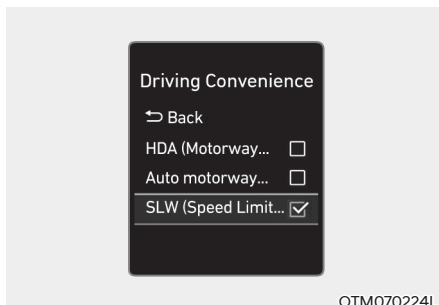 Driving Convenience
Back
HDA (Motorway...
Auto motorway...
SLW (Speed Limit...
OTM070224L